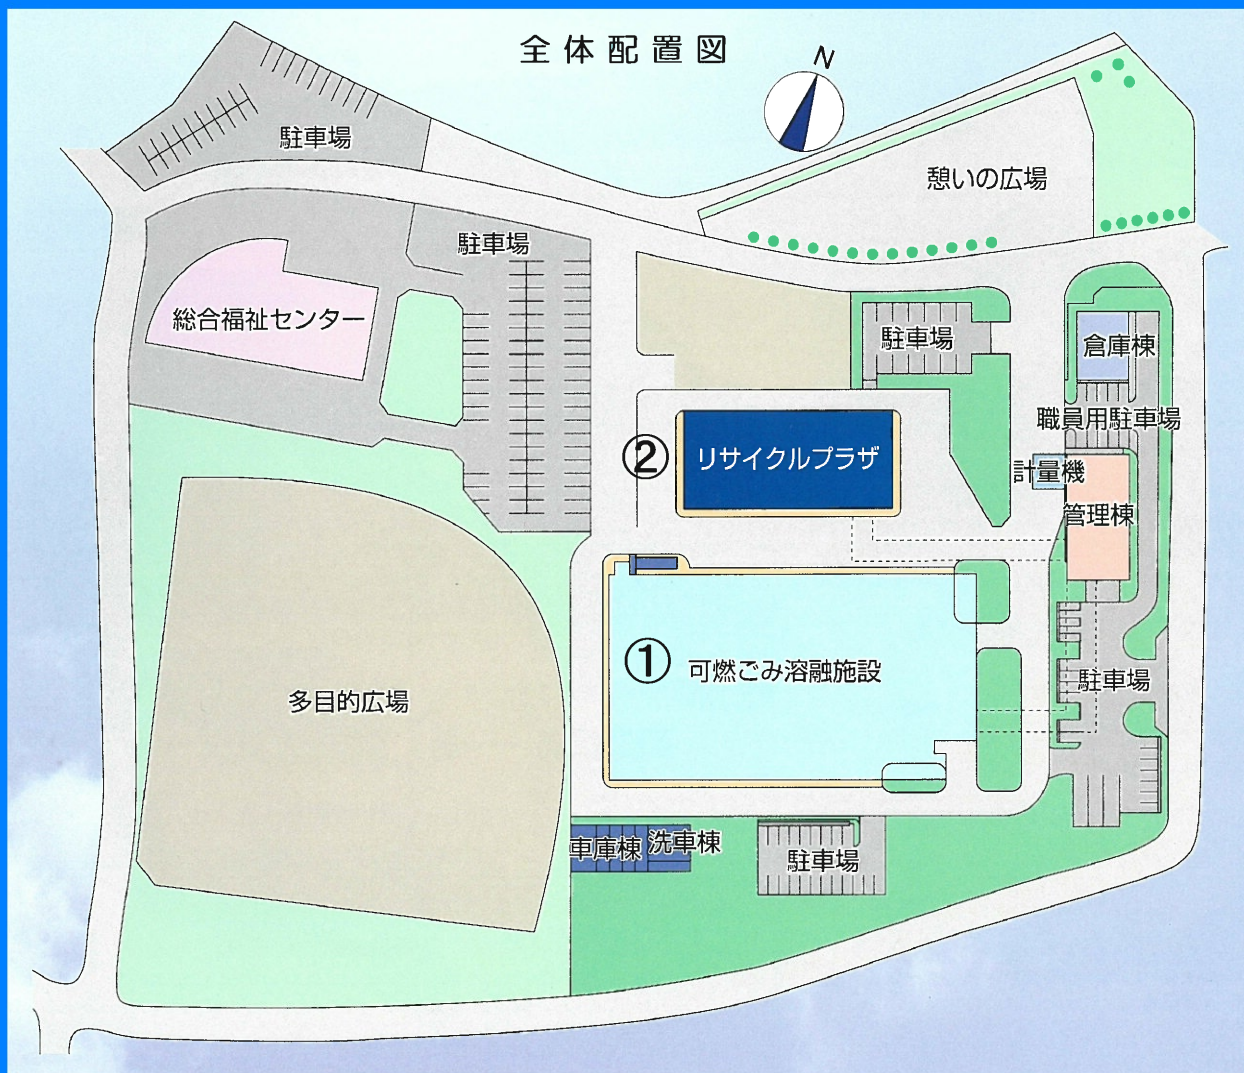 全体配置図
N
駐車場
憩いの広場
駐車場
総合福祉センター
駐車場
倉庫棟
職員用駐車場
② リサイクルプラザ
計量機
管理棟
① 可燃ごみ溶融施設
駐車場
多目的広場
車庫棟
洗車棟
駐車場